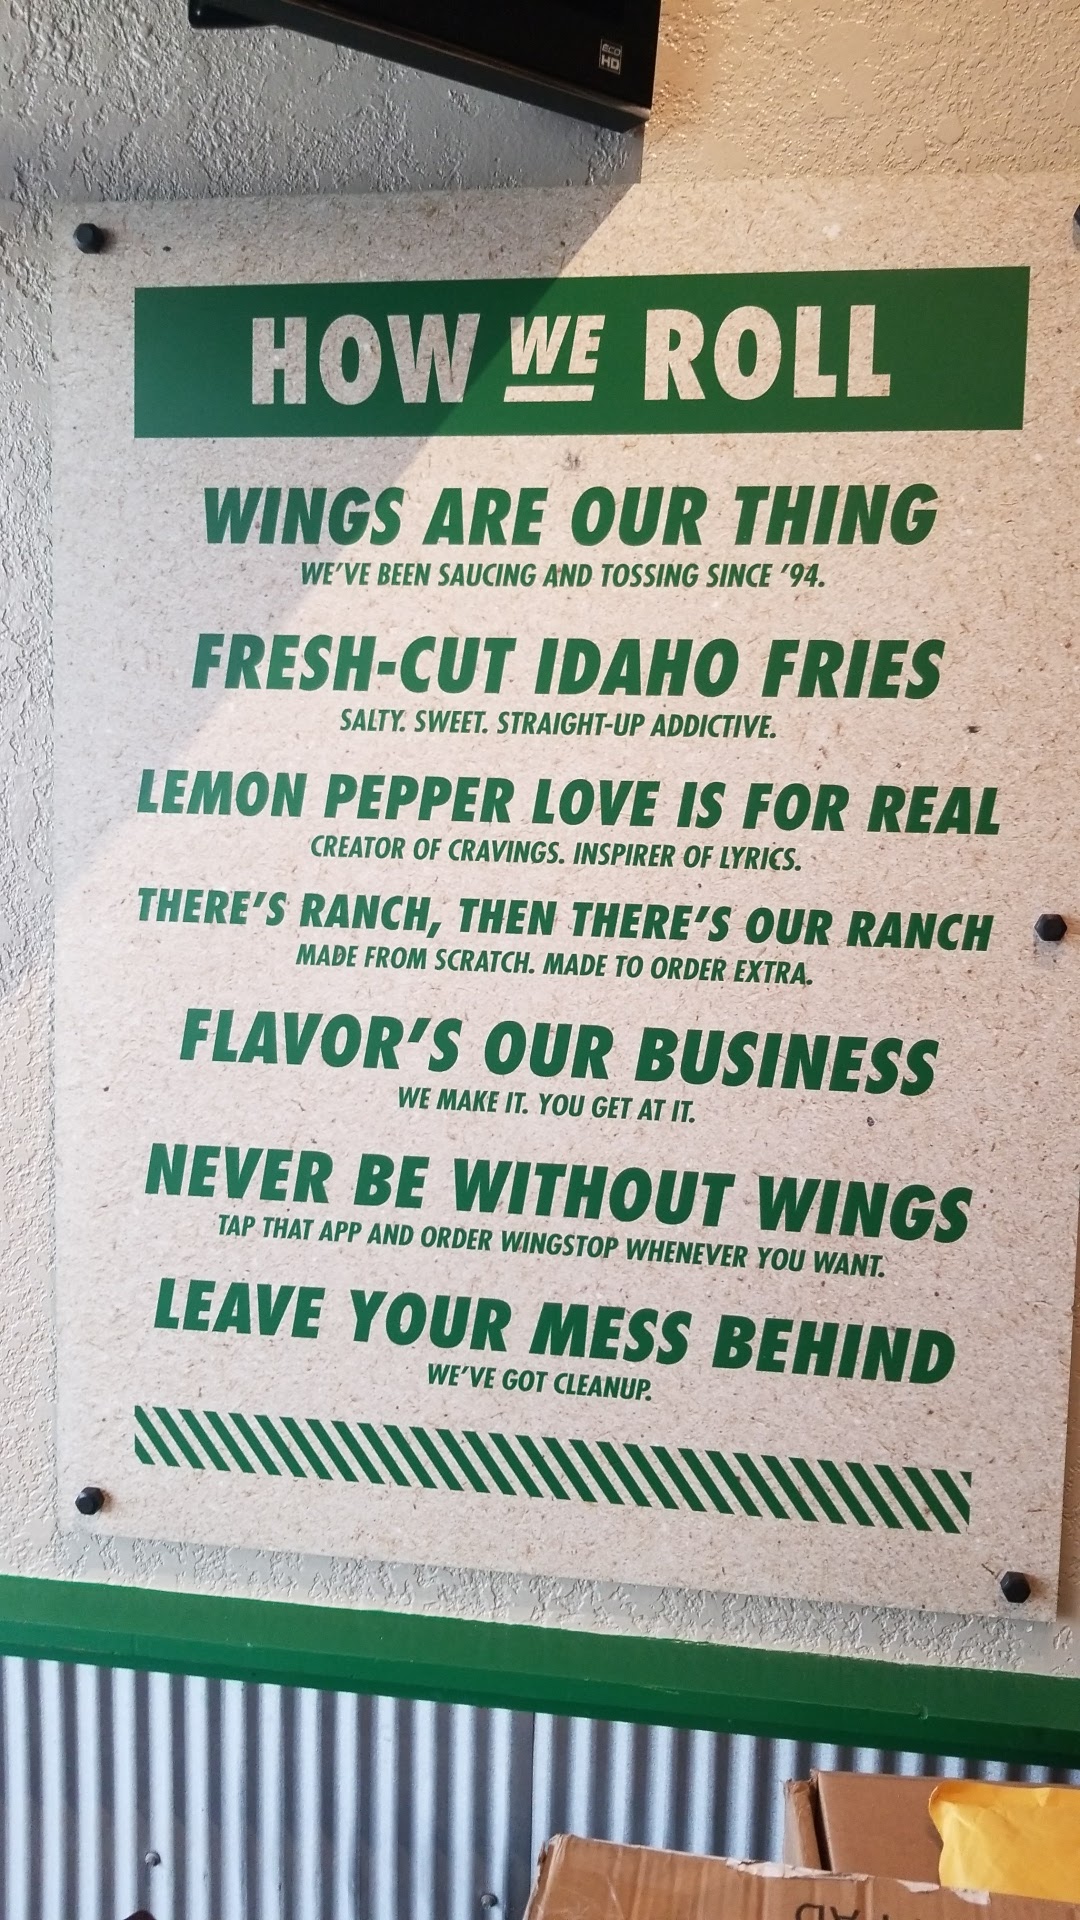 ECO
HD
HOW WE ROLL
WINGS ARE OUR THING
WE'VE BEEN SAUCING AND TOSSING SINCE '94.
FRESH-CUT IDAHO FRIES
SALTY. SWEET. STRAIGHT-UP ADDICTIVE.
LEMON PEPPER LOVE IS FOR REAL
CREATOR OF CRAVINGS. INSPIRER OF LYRICS.
THERE'S RANCH, THEN THERE'S OUR RANCH
MADE FROM SCRATCH. MADE TO ORDER EXTRA.
FLAVOR'S OUR BUSINESS
WE MAKE IT. YOU GET AT IT.
NEVER BE WITHOUT WINGS
TAP THAT APP AND ORDER WINGSTOP WHENEVER YOU WANT.
LEAVE YOUR MESS BEHIND
WE'VE GOT CLEANUP.